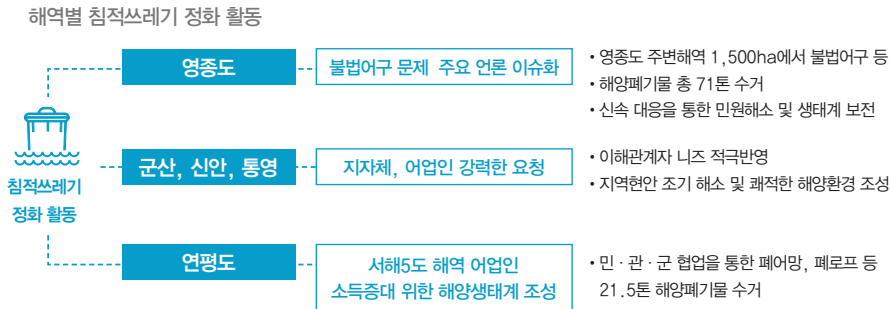 해역별 침적쓰레기 정화 활동
영종도
불법어구 문제 주요 언론 이슈화
• 영종도 주변해역 1,500ha에서 불법어구 등
• 해양폐기물 총 71톤 수거
• 신속 대응을 통한 민원해소 및 생태계 보전
침적쓰레기
정화 활동
군산, 신안, 통영
지자체, 어업인 강력한 요청
• 이해관계자 니즈 적극반영
• 지역현안 조기 해소 및 쾌적한 해양환경 조성
연평도
서해5도 해역 어업인
소득증대 위한 해양생태계 조성
• 민 · 관 · 군 협업을 통한 폐어망, 폐로프 등
21.5톤 해양폐기물 수거